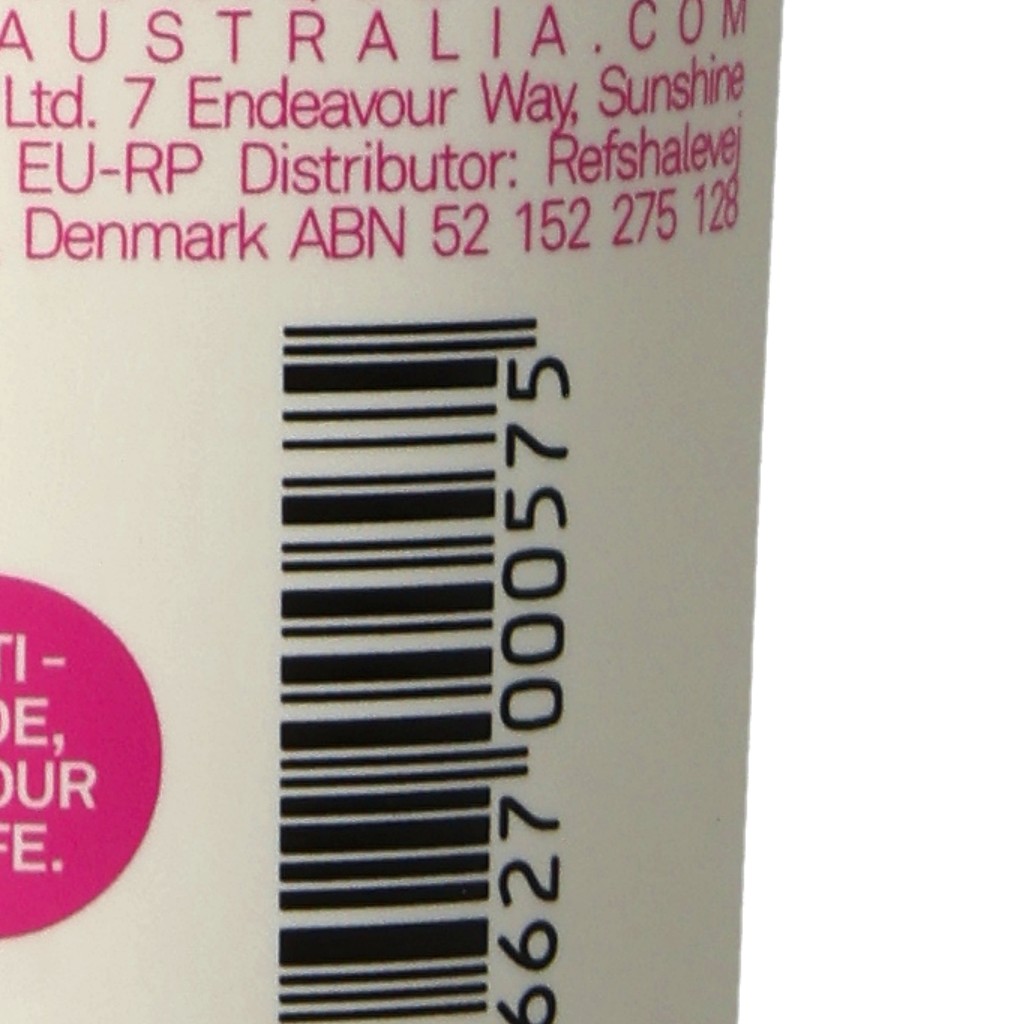 AUSTRALIA.COM
Ltd. 7 Endeavour Way, Sunshine
EU-RP Distributor: Refshalevej
Denmark ABN 52 152 275 128
TI-
DE,
OUR
FE.
6627 000575